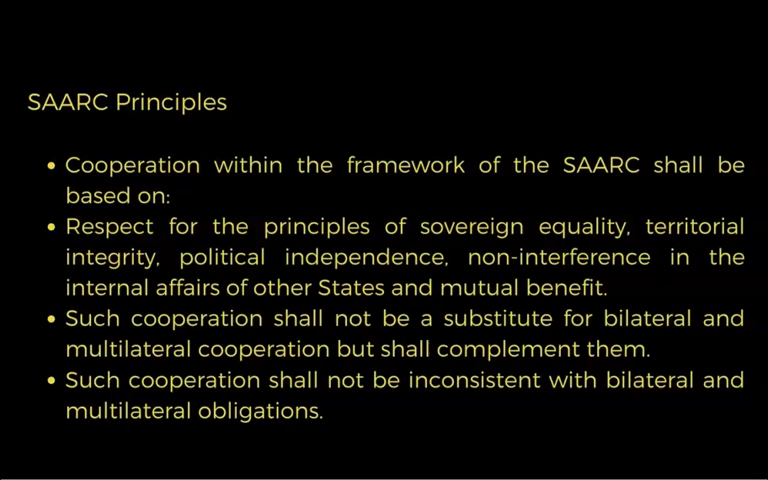 SAARC Principles
• Cooperation within the framework of the SAARC shall be
based on:
• Respect for the principles of sovereign equality, territorial
integrity, political independence, non-interference in the
internal affairs of other States and mutual benefit.
• Such cooperation shall not be a substitute for bilateral and
multilateral cooperation but shall complement them.
• Such cooperation shall not be inconsistent with bilateral and
multilateral obligations.